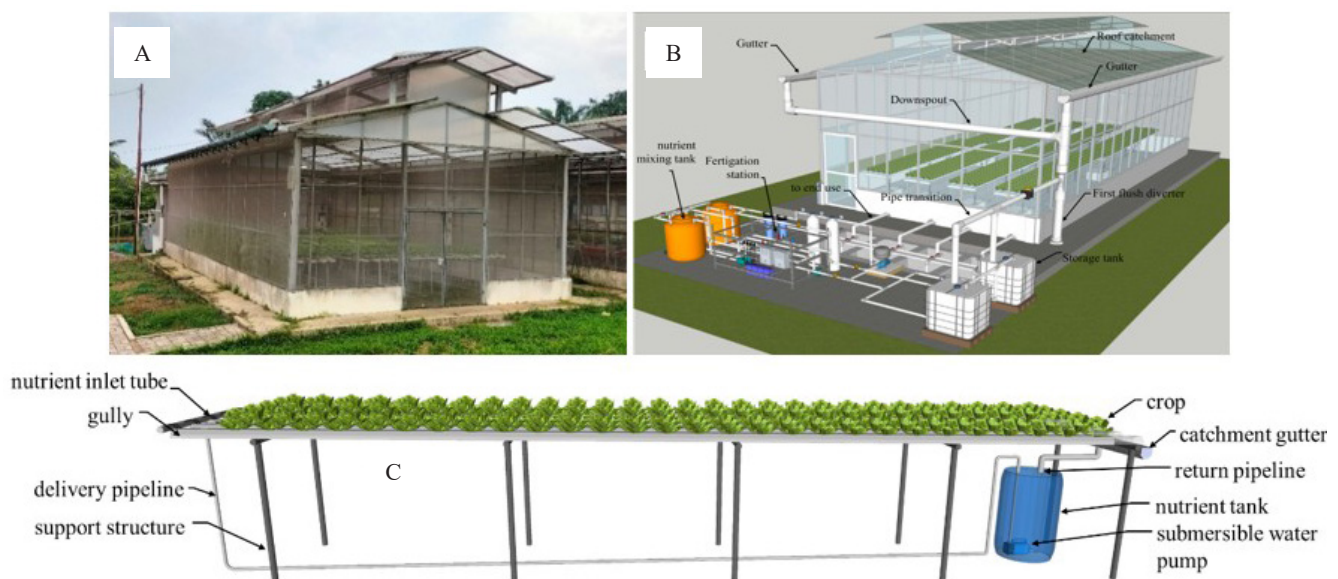 A
B
Gutter
Roof catchment
Gutter
Downspout
nutrient
mixing tank
Fertigation
station
to end use
Pipe transition
First flush diverter
Storage tank
nutrient inlet tube
gully
C
delivery pipeline
support structure
crop
catchment gutter
return pipeline
nutrient tank
submersible water
pump